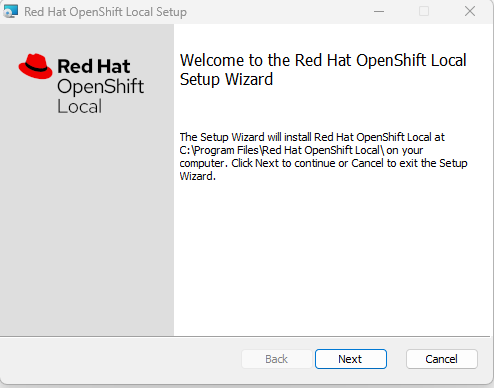 Red Hat OpenShift Local Setup
Red Hat
OpenShift
Local
Welcome to the Red Hat OpenShift Local
Setup Wizard
The Setup Wizard will install Red Hat OpenShift Local at
C:\Program Files\Red Hat OpenShift Local\ on your
computer. Click Next to continue or Cancel to exit the Setup
Wizard.
Back
Next
Cancel